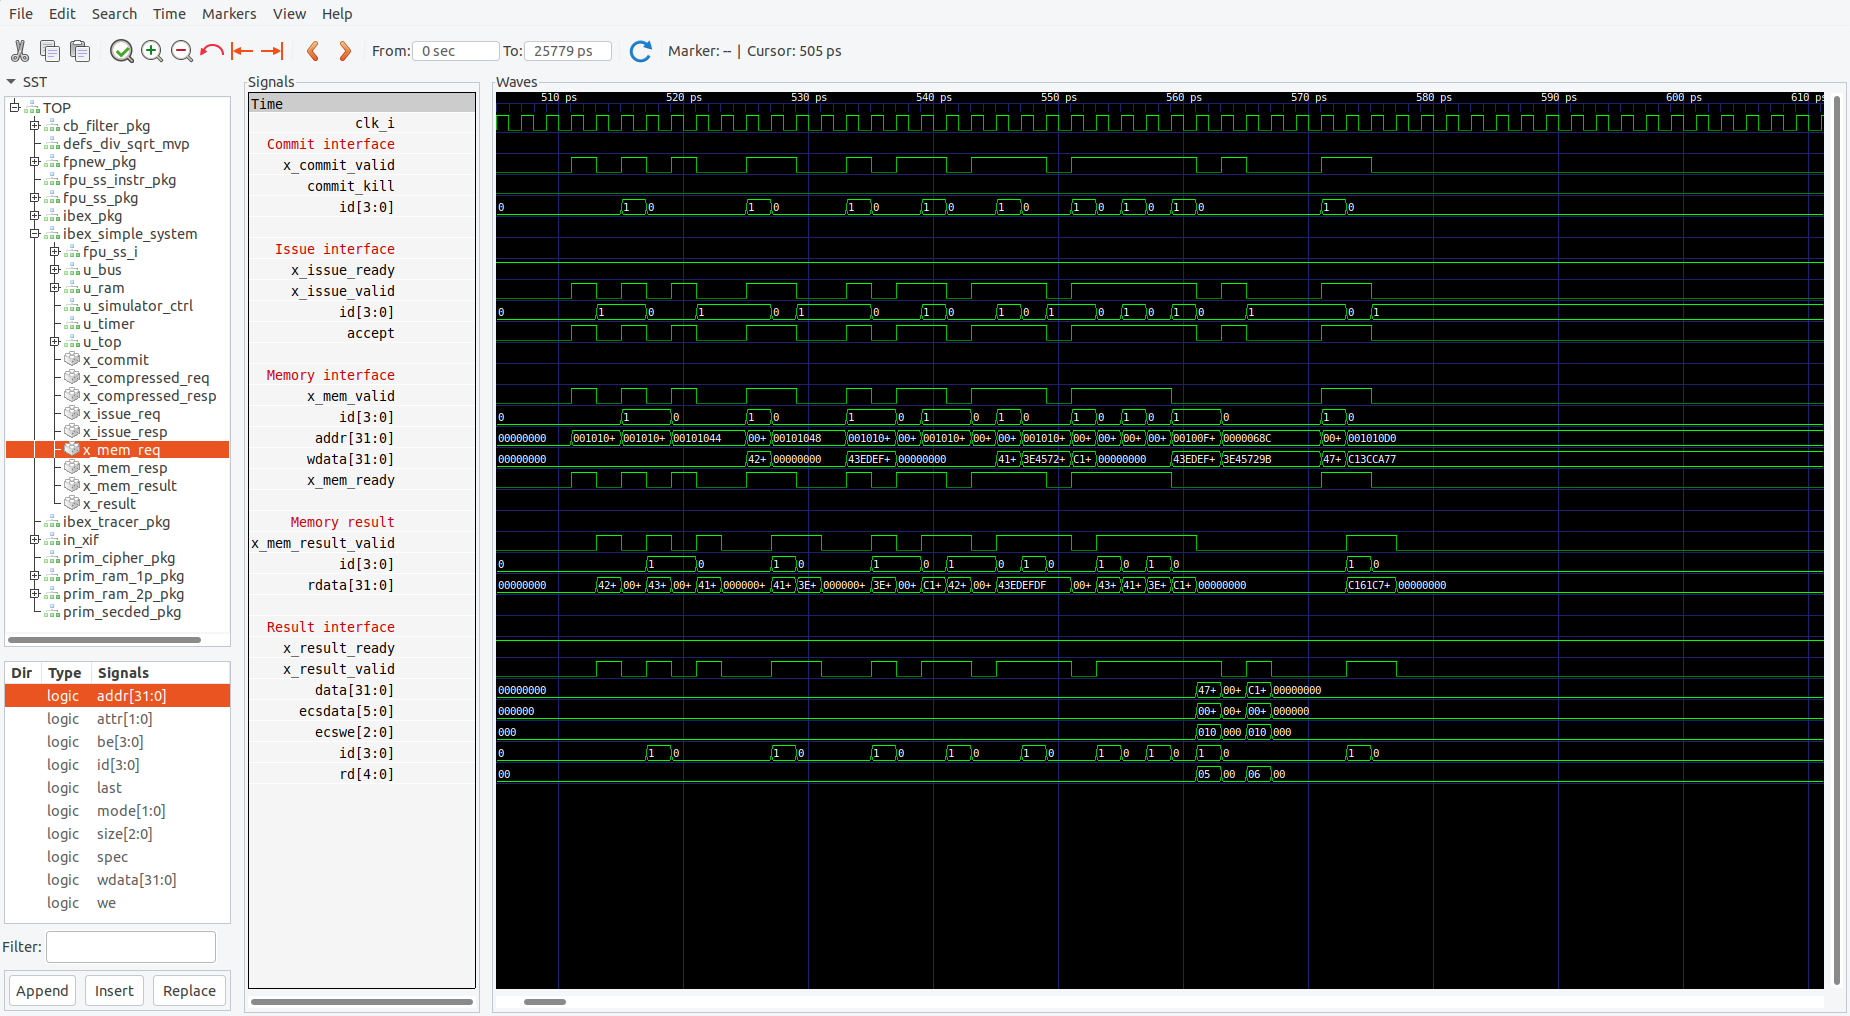 File Edit Search Time Markers View Help
From: 0 sec To: 25779 ps Marker: -- | Cursor: 505 ps
SST
TOP
cb_filter_pkg
defs_div_sqrt_mvp
fpnew_pkg
fpu_ss_instr_pkg
fpu_ss_pkg
ibex_pkg
ibex_simple_system
fpu_ss_i
u_bus
u_ram
u_simulator_ctrl
u_timer
u_top
x_commit
x_compressed_req
x_compressed_resp
x_issue_req
x_issue_resp
x_mem_req
x_mem_resp
x_mem_result
x_result
ibex_tracer_pkg
in_xif
prim_cipher_pkg
prim_ram_1p_pkg
prim_ram_2p_pkg
prim_secded_pkg
Dir Type Signals
logic addr[31:0]
logic attr[1:0]
logic be[3:0]
logic id[3:0]
logic last
logic mode[1:0]
logic size[2:0]
logic spec
logic wdata[31:0]
logic we
Filter:
Append Insert Replace
Signals
Waves
Time 510 ps 520 ps 530 ps 540 ps 550 ps 560 ps 570 ps 580 ps 590 ps 600 ps 610 ps
clk_i
Commit interface
x_commit_valid
commit_kill
id[3:0] 0 1 0 1 0 1 0 1 0 1 0 1 0 1 0 1 0 1 0
Issue interface
x_issue_ready
x_issue_valid
id[3:0] 0 1 0 1 0 1 0 1 0 1 0 1 0 1 0 1 0 1 0 1
accept
Memory interface
x_mem_valid
id[3:0] 0 1 0 1 0 1 0 1 0 1 0 1 0 1 0 1 0 1 0
addr[31:0] 00000000 001010+ 001010+ 00101044 00+ 00101048 001010+ 00+ 001010+ 00+ 00+ 001010+ 00+ 00+ 00+ 00+ 00100F+ 0000068C 00+ 001010D0
wdata[31:0] 00000000 42+ 00000000 43EDEF+ 00000000 41+ 3E4572+ C1+ 00000000 43EDEF+ 3E45729B 47+ C13CCA77
x_mem_ready
Memory result
x_mem_result_valid
id[3:0] 0 1 0 1 0 1 0 1 0 1 0 1 0 1 0 1 0
rdata[31:0] 00000000 42+ 00+ 43+ 00+ 41+ 000000+ 41+ 3E+ 000000+ 3E+ 00+ C1+ 42+ 00+ 43EDEFDF 00+ 43+ 41+ 3E+ C1+ 00000000 C161C7+ 00000000
Result interface
x_result_ready
x_result_valid
data[31:0] 00000000 47+ 00+ C1+ 00000000
ecsdata[5:0] 000000 00+ 00+ 00+ 000000
ecswe[2:0] 000 010 000 010 000
id[3:0] 0 1 0 1 0 1 0 1 0 1 0 1 0 1 0 1 0 1 0
rd[4:0] 00 05 00 06 00